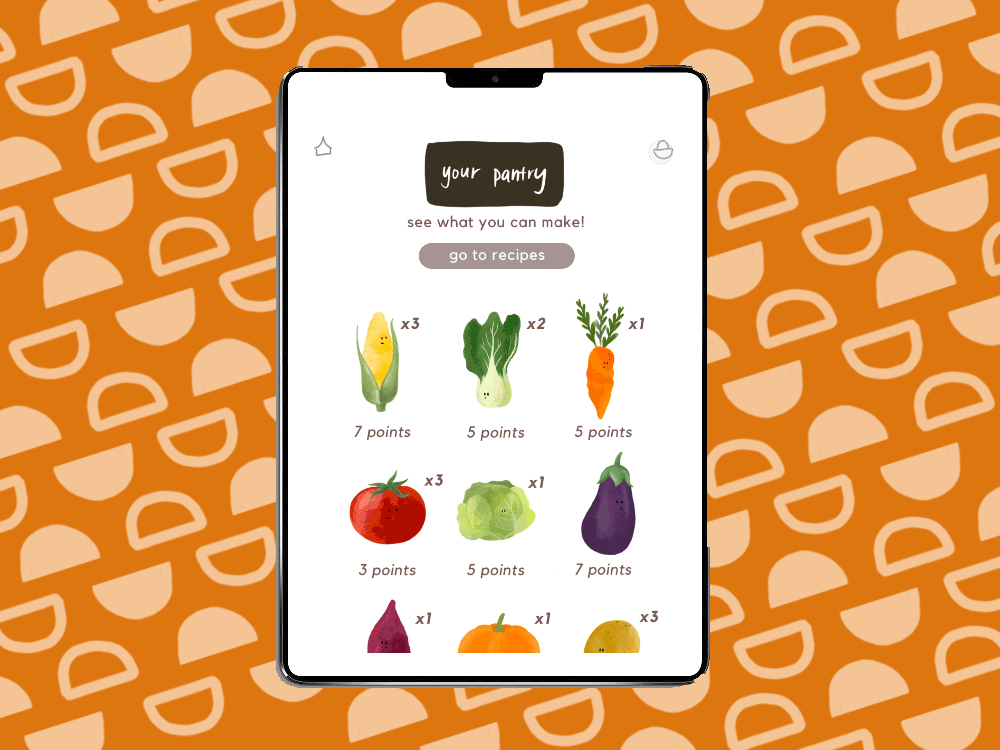 your pantry
see what you can make!
go to recipes
x3
x2
x1
7 points
5 points
5 points
x3
x1
3 points
5 points
7 points
x1
x1
x3